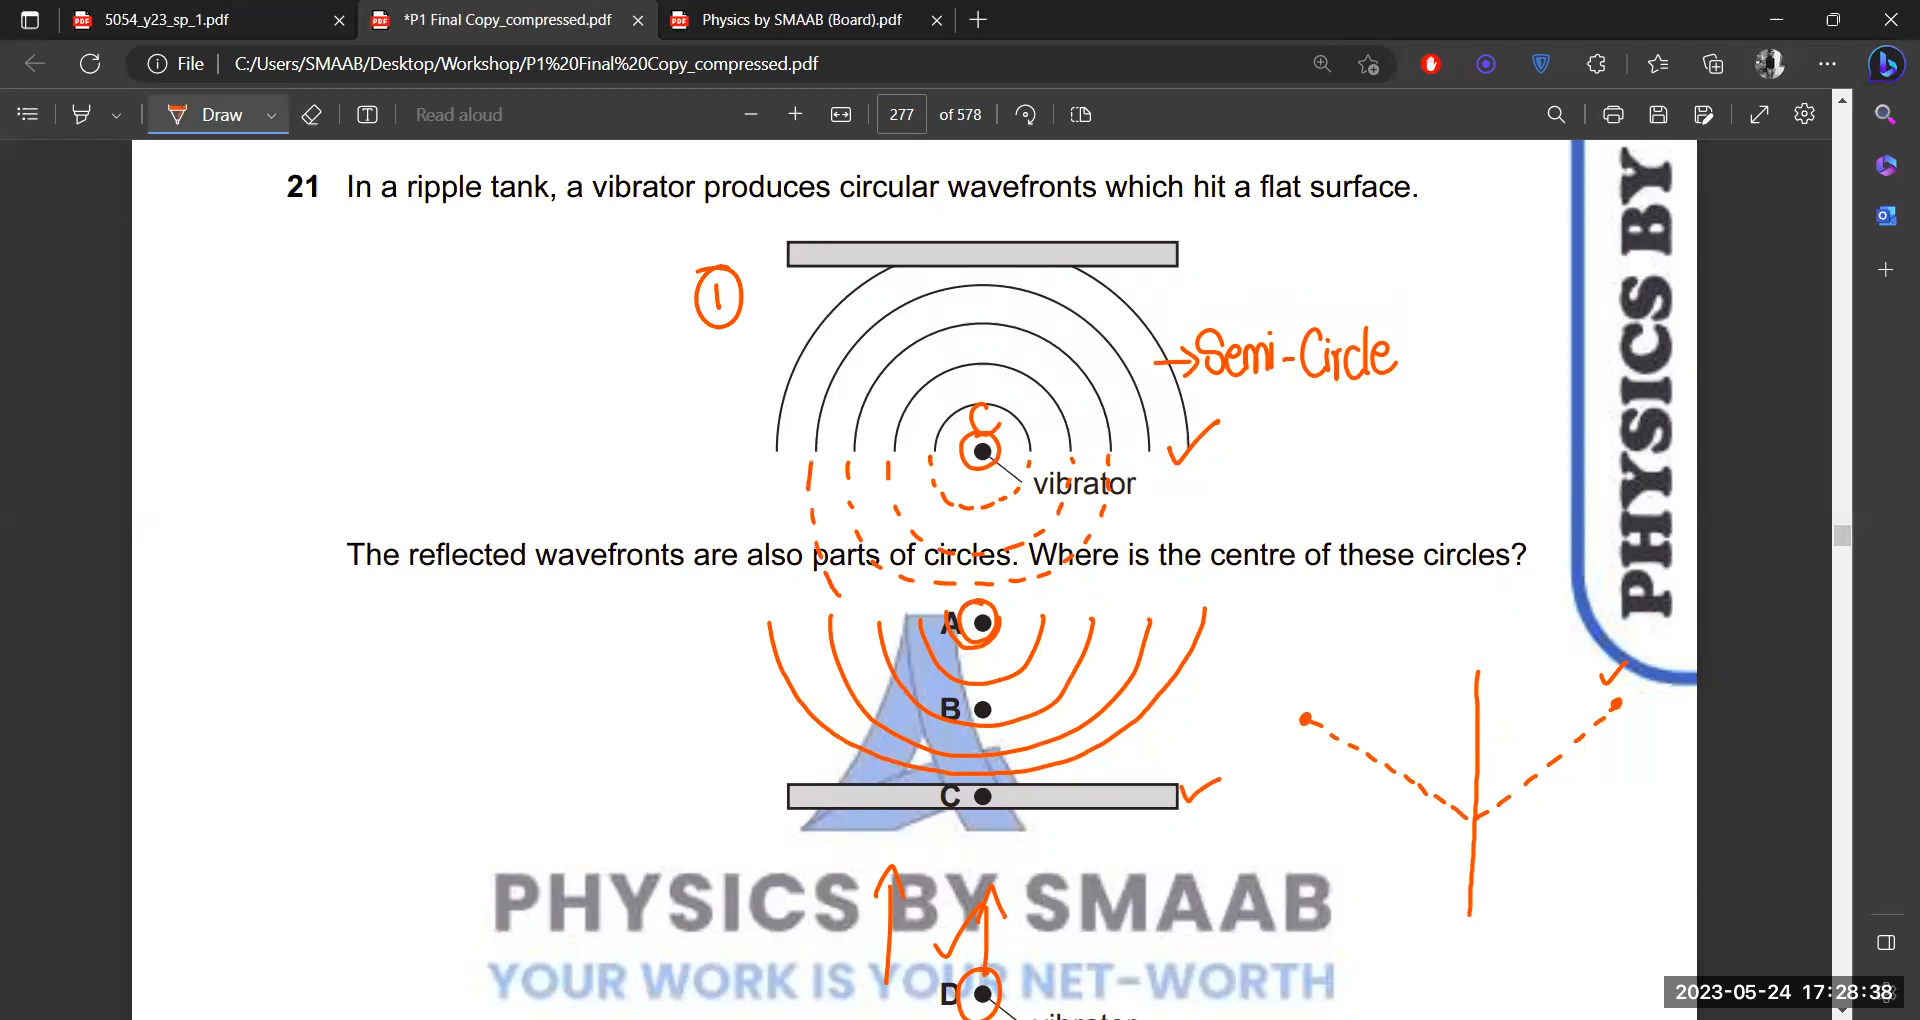 5054_y23_sp_1.pdf
*P1 Final Copy_compressed.pdf
Physics by SMAAB (Board).pdf
File
C:/Users/SMAAB/Desktop/Workshop/P1%20Final%20Copy_compressed.pdf
Draw
Read aloud
277
of 578
21 In a ripple tank, a vibrator produces circular wavefronts which hit a flat surface.
1
Semi-Circle
C
vibrator
The reflected wavefronts are also parts of circles. Where is the centre of these circles?
A
B
C
PHYSICS BY SMAAB
YOUR WORK IS YOUR NET-WORTH
D
vibrator
PHYSICS BY
2023-05-24 17:28:38